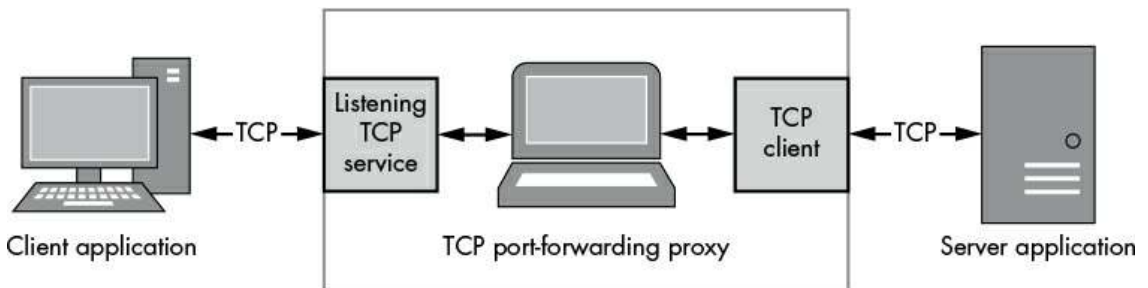 TCP
Listening
TCP
service
TCP
client
TCP
Client application
TCP port-forwarding proxy
Server application